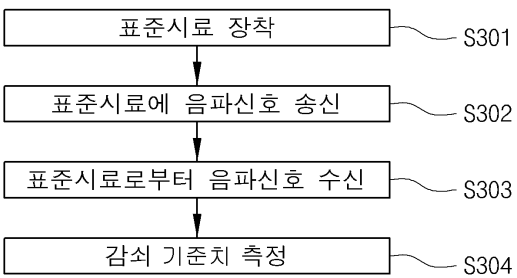 표준시료 장착
S301
표준시료에 음파신호 송신
S302
표준시료로부터 음파신호 수신
S303
감쇠 기준치 측정
S304